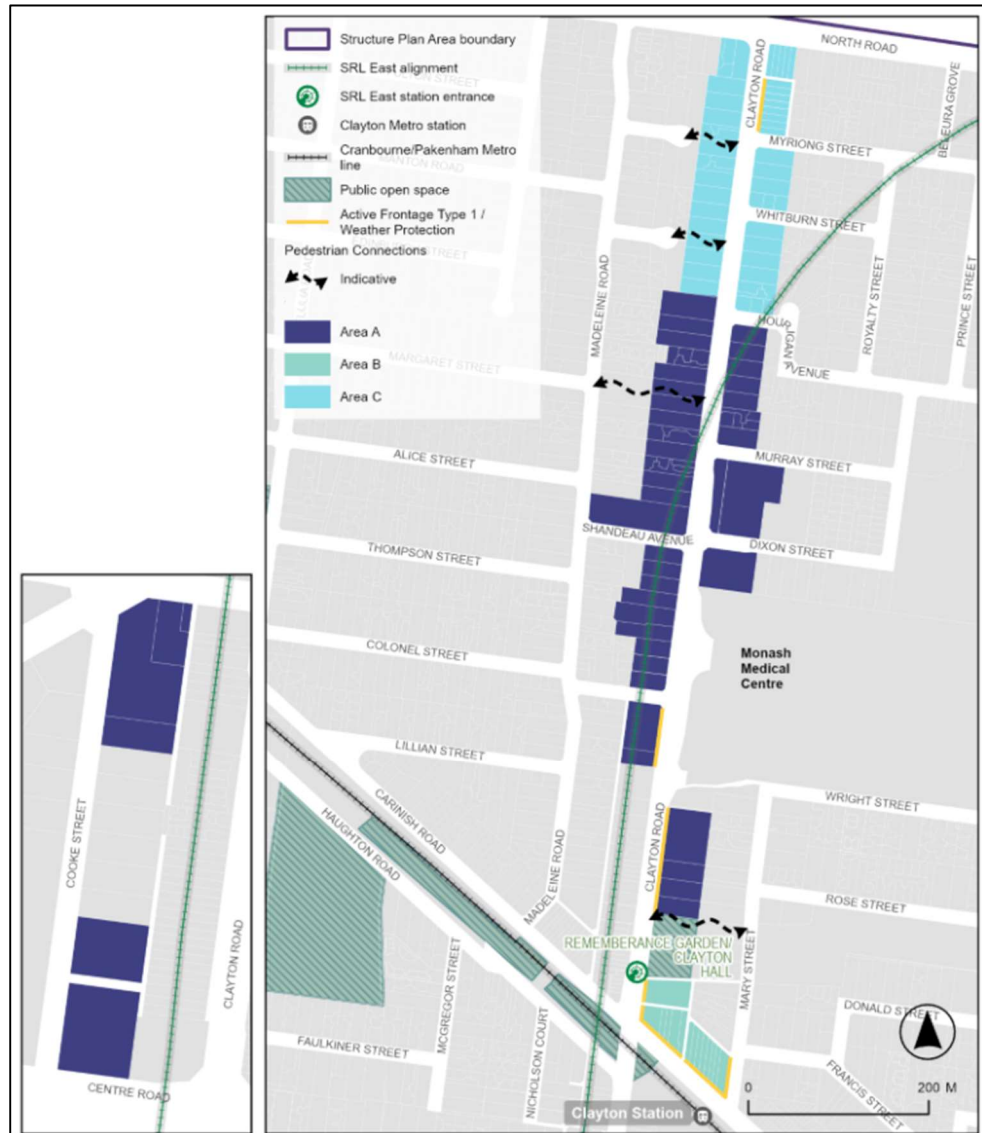 Structure Plan Area boundary
SRL East alignment
SRL East station entrance
Clayton Metro station
Cranbourne/Pakenham Metro
line
Public open space
Active Frontage Type 1 /
Weather Protection
Pedestrian Connections
Indicative
Area A
Area B
Area C
NORTH ROAD
CLAYTON ROAD
BELEURA GROVE
MYRIONG STREET
MANTON ROAD
WHITBURN STREET
MADELEINE ROAD
ROYALTY STREET
PRINCE STREET
AVENUE
MARGARET STREET
ALICE STREET
MURRAY STREET
SHANDEAU AVENUE
DIXON STREET
THOMPSON STREET
COLONEL STREET
Monash
Medical
Centre
LILLIAN STREET
CARINISH ROAD
HAUGHTON ROAD
WRIGHT STREET
CLAYTON ROAD
MADELEINE ROAD
ROSE STREET
REMEMBERANCE GARDEN/
CLAYTON
HALL
MARY STREET
MCGREGOR STREET
NICHOLSON COURT
DONALD STREET
FAULKINER STREET
FRANCIS STREET
0 200 M
Clayton Station
COOKE STREET
CLAYTON ROAD
CENTRE ROAD